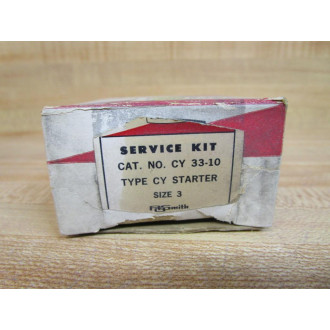 SERVICE KIT
CAT. NO. CY 33-10
TYPE CY STARTER
SIZE 3